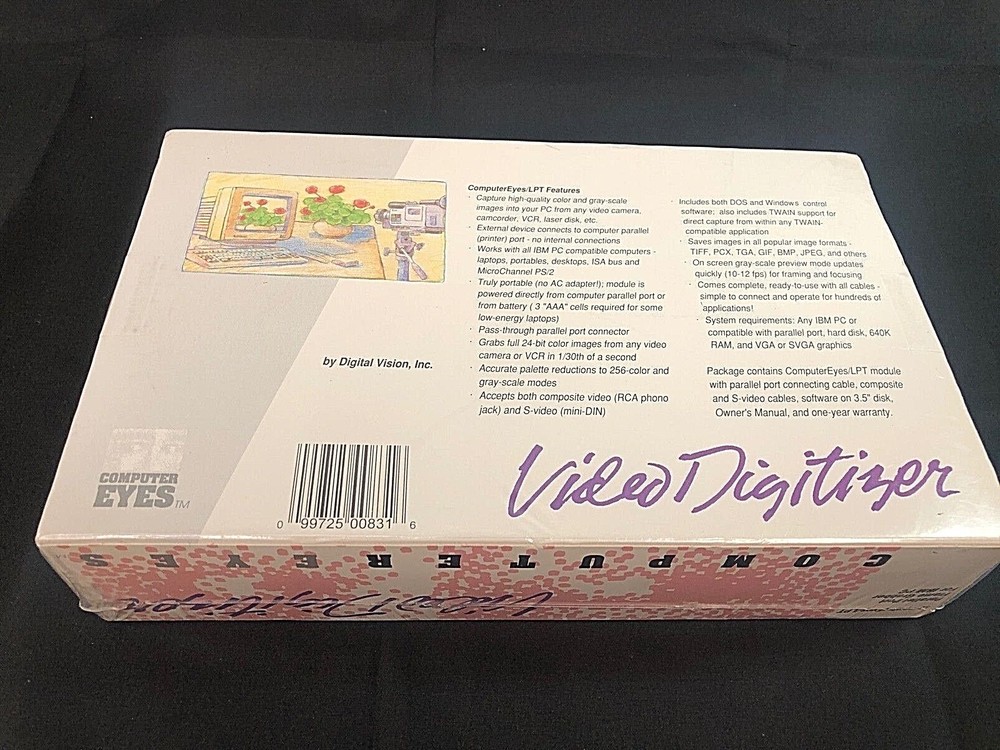 ComputerEyes/LPT Features
· Capture high-quality color and gray-scale
images into your PC from any video camera,
camcorder, VCR, laser disk, etc.
· External device connects to computer parallel
(printer) port - no internal connections
· Works with all IBM PC compatible computers -
laptops, portables, desktops, ISA bus and
MicroChannel PS/2
· Truly portable (no AC adapter!); module is
powered directly from computer parallel port or
from battery ( 3 "AAA" cells required for some
low-energy laptops)
· Pass-through parallel port connector
· Grabs full 24-bit color images from any video
camera or VCR in 1/30th of a second
· Accurate palette reductions to 256-color and
gray-scale modes
· Accepts both composite video (RCA phono
jack) and S-video (mini-DIN)
· Includes both DOS and Windows control
software; also includes TWAIN support for
direct capture from within any TWAIN-
compatible application
· Saves images in all popular image formats -
TIFF, PCX, TGA, GIF, BMP, JPEG, and others
· On screen gray-scale preview mode updates
quickly (10-12 fps) for framing and focusing
· Comes complete, ready-to-use with all cables -
simple to connect and operate for hundreds of
applications!
· System requirements: Any IBM PC or
compatible with parallel port, hard disk, 640K
RAM, and VGA or SVGA graphics
Package contains ComputerEyes/LPT module
with parallel port connecting cable, composite
and S-video cables, software on 3.5" disk,
Owner's Manual, and one-year warranty.
by Digital Vision, Inc.
COMPUTER
EYES TM
0 99725 00831 6
Video Digitizer
COMPUTEREYES
Video Digitizer